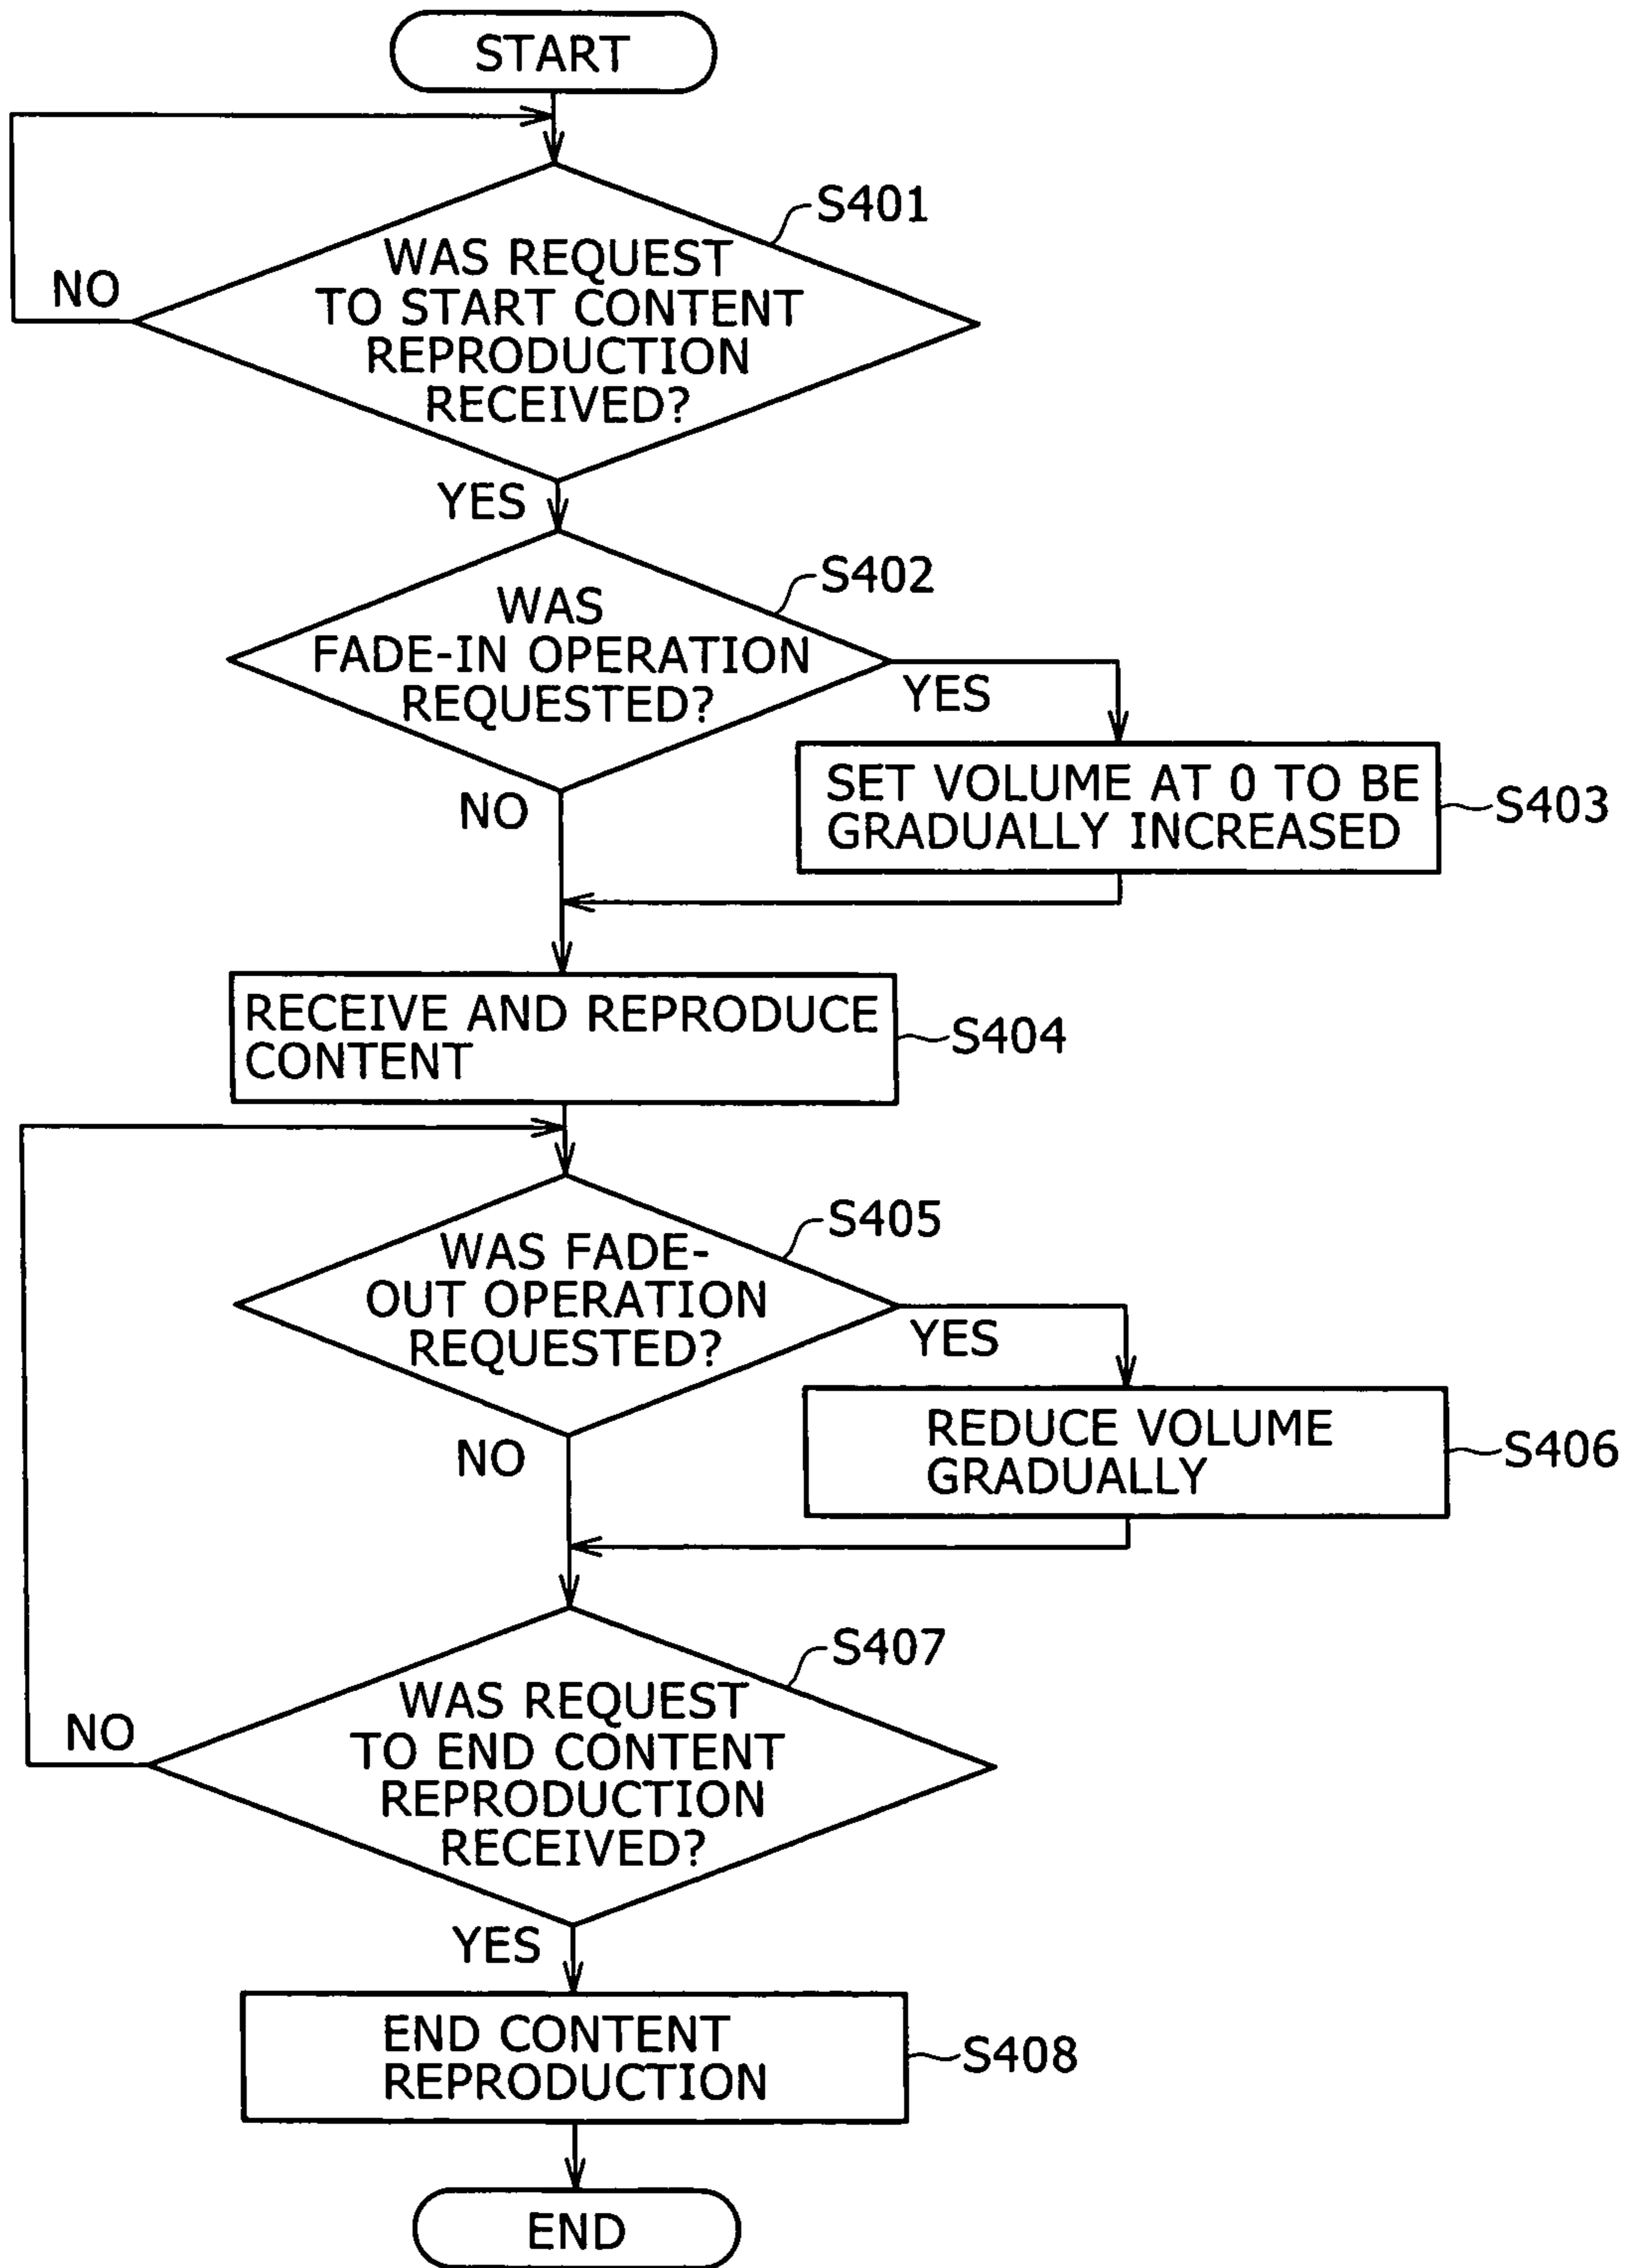 START
S401
WAS REQUEST
TO START CONTENT
REPRODUCTION
RECEIVED?
NO
YES
S402
WAS
FADE-IN OPERATION
REQUESTED?
YES
NO
SET VOLUME AT 0 TO BE
GRADUALLY INCREASED
S403
RECEIVE AND REPRODUCE
CONTENT
S404
S405
WAS FADE-
OUT OPERATION
REQUESTED?
YES
NO
REDUCE VOLUME
GRADUALLY
S406
S407
WAS REQUEST
TO END CONTENT
REPRODUCTION
RECEIVED?
NO
YES
END CONTENT
REPRODUCTION
S408
END